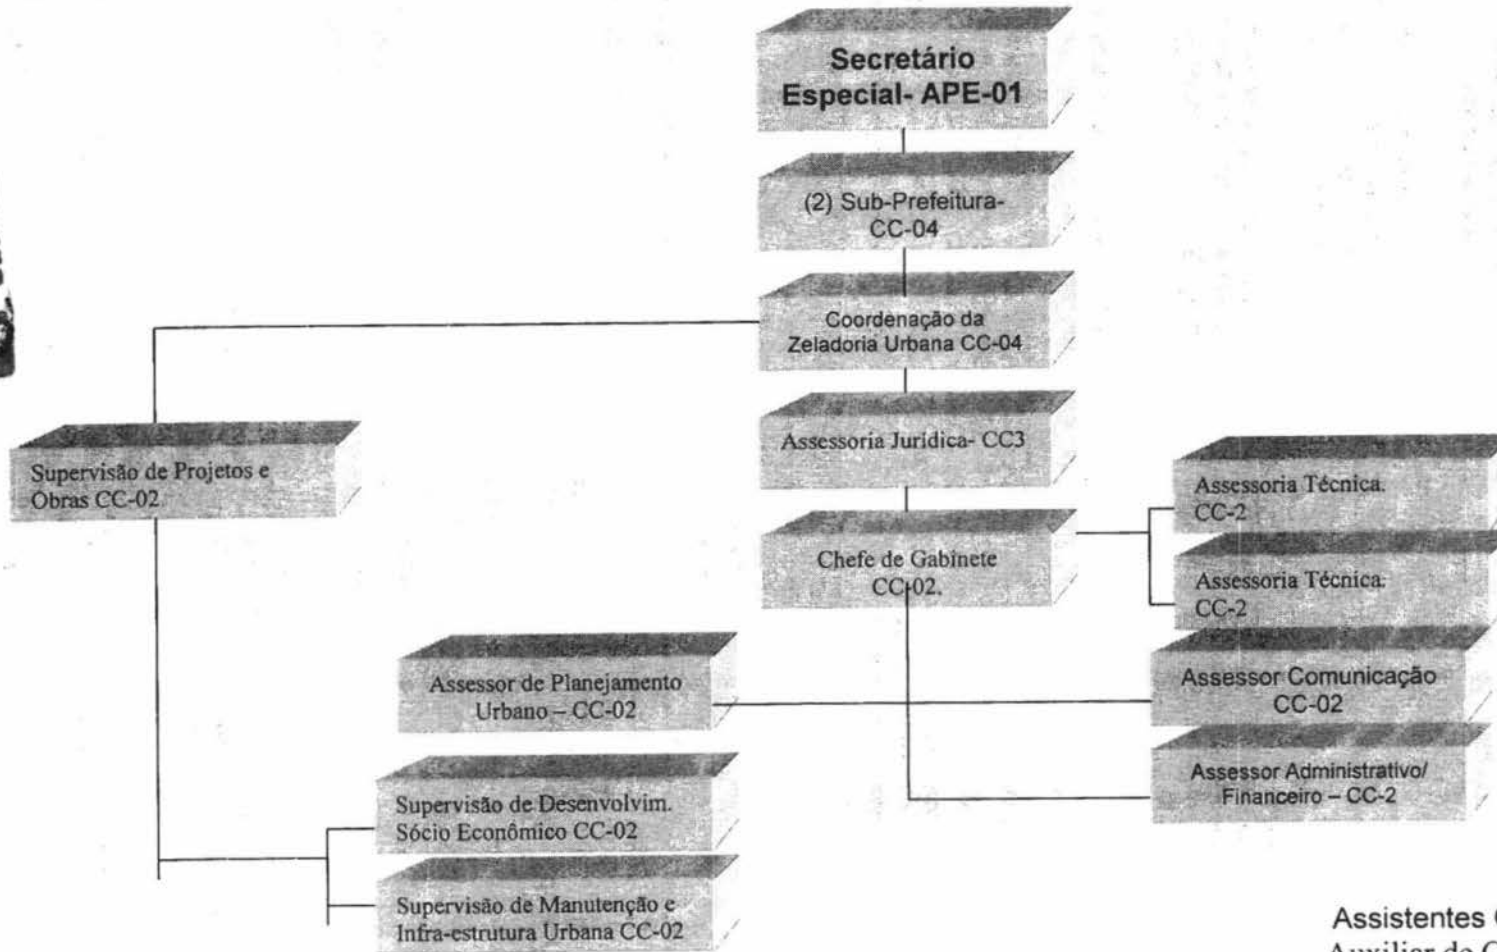 Secretário
Especial- APE-01
(2) Sub-Prefeitura-
CC-04
Coordenação da
Zeladoria Urbana CC-04
Assessoria Jurídica- CC3
Supervisão de Projetos e
Obras CC-02
Assessoria Técnica.
CC-2
Chefe de Gabinete
CC-02.
Assessoria Técnica.
CC-2
Assessor de Planejamento
Urbano – CC-02
Assessor Comunicação
CC-02
Assessor Administrativo/
Financeiro – CC-2
Supervisão de Desenvolvim.
Sócio Econômico CC-02
Supervisão de Manutenção e
Infra-estrutura Urbana CC-02
Assistentes
Auxiliar de